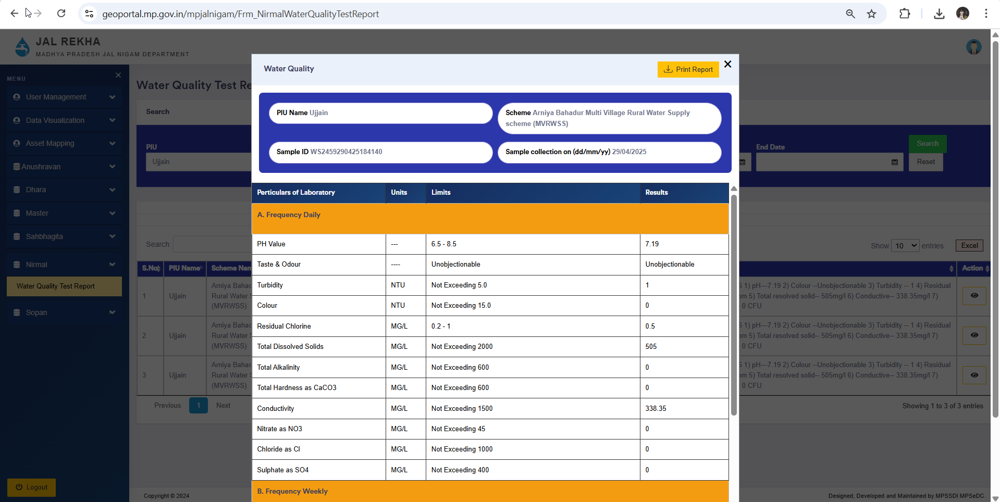 geoportal.mp.gov.in/mpjalnigam/Frm_NirmalWaterQualityTestReport
JAL REKHA
MADHYA PRADESH JAL NIGAM DEPARTMENT
MENU
User Management
Data Visualization
Asset Mapping
Anushravan
Dhara
Master
Sahbhagita
Nirmal
Water Quality Test Report
Sopan
Logout
Water Quality Test Re
Search
PIU
Ujjain
End Date
Search
Reset
Search:
Show 10 entries
Excel
S.No PIU Name Scheme Nam Action
1 Ujjain
Arniya Bahad
Rural Water S
(MVRWSS)
S 1) pH---7.19 2) Colour --Unobjectionable 3) Turbidity -- 1 4) Residual
om 5) Total resolved solid-- 505mg/l 6) Conductive-- 338.35mg/l 7)
- 0 CFU
2 Ujjain
Arniya Bahad
Rural Water S
(MVRWSS)
S 1) pH---7.19 2) Colour --Unobjectionable 3) Turbidity -- 1 4) Residual
om 5) Total resolved solid-- 505mg/l 6) Conductive-- 338.35mg/l 7)
- 0 CFU
3 Ujjain
Arniya Bahad
Rural Water S
(MVRWSS)
S 1) pH---7.19 2) Colour --Unobjectionable 3) Turbidity -- 1 4) Residual
om 5) Total resolved solid-- 505mg/l 6) Conductive-- 338.35mg/l 7)
- 0 CFU
Previous 1 Next
Showing 1 to 3 of 3 entries
Water Quality
Print Report
PIU Name Ujjain
Scheme Arniya Bahadur Multi Village Rural Water Supply
scheme (MVRWSS)
Sample ID WS2459290425184140
Sample collection on (dd/mm/yy) 29/04/2025
Perticulars of Laboratory Units Limits Results
A. Frequency Daily
PH Value --- 6.5 - 8.5 7.19
Taste & Odour ---- Unobjectionable Unobjectionable
Turbidity NTU Not Exceeding 5.0 1
Colour NTU Not Exceeding 15.0 0
Residual Chlorine MG/L 0.2 - 1 0.5
Total Dissolved Solids MG/L Not Exceeding 2000 505
Total Alkalinity MG/L Not Exceeding 600 0
Total Hardness as CaCO3 MG/L Not Exceeding 600 0
Conductivity MG/L Not Exceeding 1500 338.35
Nitrate as NO3 MG/L Not Exceeding 45 0
Chloride as Cl MG/L Not Exceeding 1000 0
Sulphate as SO4 MG/L Not Exceeding 400 0
B. Frequency Weekly
Copyright © 2024
Designed, Developed and Maintained by MPSSDI MPSeDC.